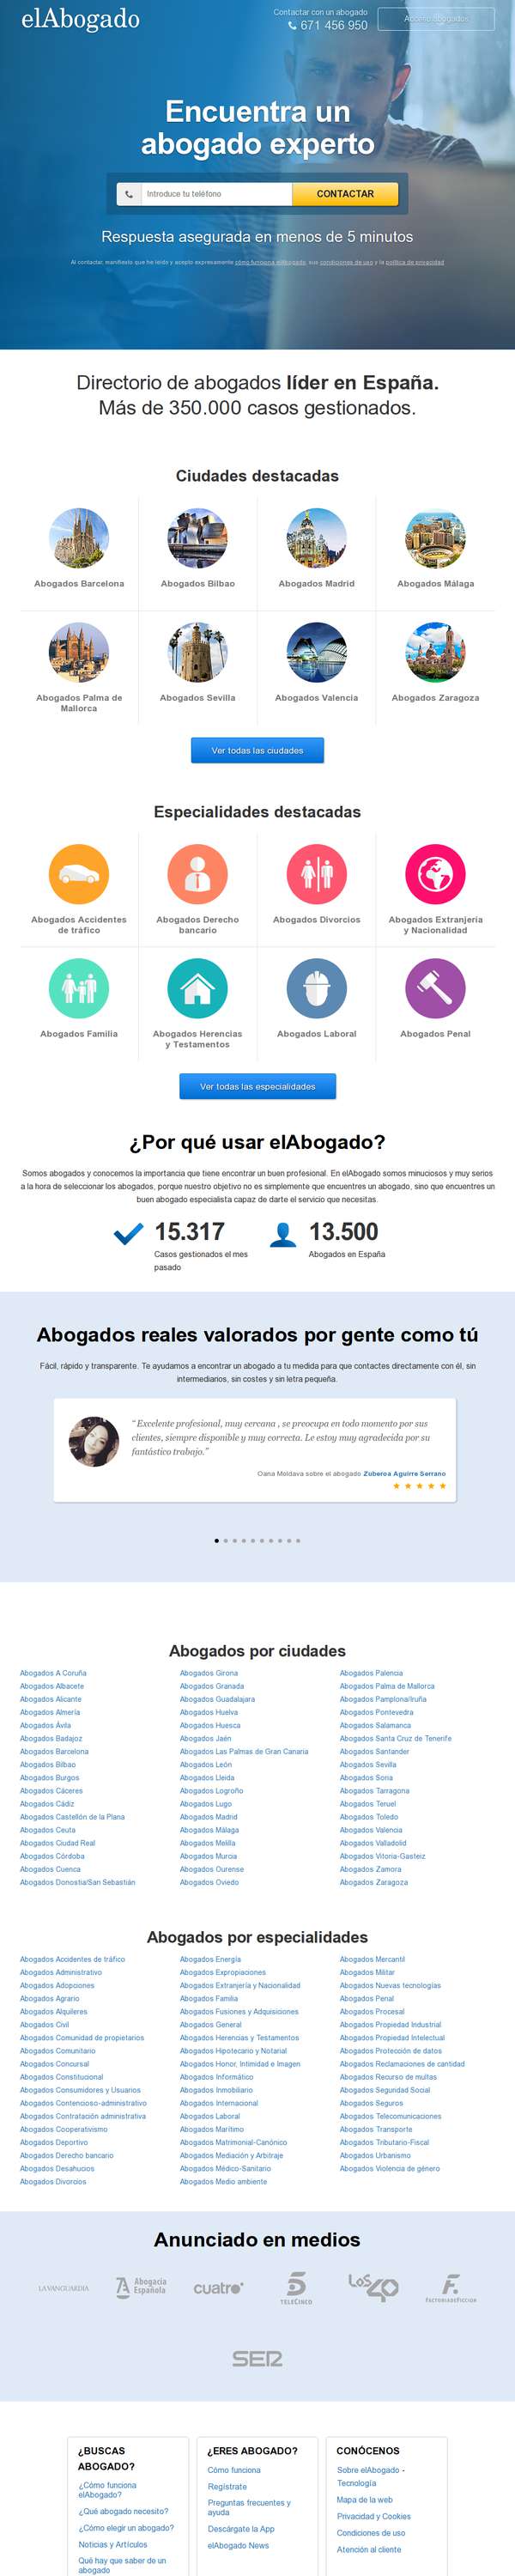 elAbogado
Contactar con un abogado
671 456 950
Acceso abogados
Encuentra un
abogado experto
Introduce tu teléfono
CONTACTAR
Respuesta asegurada en menos de 5 minutos
Al contactar, manifiesto que he leído y acepto expresamente cómo funciona elAbogado, sus condiciones de uso y la política de privacidad
Directorio de abogados líder en España.
Más de 350.000 casos gestionados.
Ciudades destacadas
Abogados Barcelona
Abogados Bilbao
Abogados Madrid
Abogados Málaga
Abogados Palma de
Mallorca
Abogados Sevilla
Abogados Valencia
Abogados Zaragoza
Ver todas las ciudades
Especialidades destacadas
Abogados Accidentes
de tráfico
Abogados Derecho
bancario
Abogados Divorcios
Abogados Extranjería
y Nacionalidad
Abogados Familia
Abogados Herencias
y Testamentos
Abogados Laboral
Abogados Penal
Ver todas las especialidades
¿Por qué usar elAbogado?
Somos abogados y conocemos la importancia que tiene encontrar un buen profesional. En elAbogado somos minuciosos y muy serios
a la hora de seleccionar los abogados, porque nuestro objetivo no es simplemente que encuentres un abogado, sino que encuentres un
buen abogado especialista capaz de darte el servicio que necesitas.
15.317
Casos gestionados el mes
pasado
13.500
Abogados en España
Abogados reales valorados por gente como tú
Fácil, rápido y transparente. Te ayudamos a encontrar un abogado a tu medida para que contactes directamente con él, sin
intermediarios, sin costes y sin letra pequeña.
“Excelente profesional, muy cercana , se preocupa en todo momento por sus
clientes, siempre disponible y muy correcta. Le estoy muy agradecida por su
fantástico trabajo.”
Oana Moldava sobre el abogado Zuberoa Aguirre Serrano
Abogados por ciudades
Abogados A Coruña
Abogados Albacete
Abogados Alicante
Abogados Almería
Abogados Ávila
Abogados Badajoz
Abogados Barcelona
Abogados Bilbao
Abogados Burgos
Abogados Cáceres
Abogados Cádiz
Abogados Castellón de la Plana
Abogados Ceuta
Abogados Ciudad Real
Abogados Córdoba
Abogados Cuenca
Abogados Donostia/San Sebastián
Abogados Girona
Abogados Granada
Abogados Guadalajara
Abogados Huelva
Abogados Huesca
Abogados Jaén
Abogados Las Palmas de Gran Canaria
Abogados León
Abogados Lleida
Abogados Logroño
Abogados Lugo
Abogados Madrid
Abogados Málaga
Abogados Melilla
Abogados Murcia
Abogados Ourense
Abogados Oviedo
Abogados Palencia
Abogados Palma de Mallorca
Abogados Pamplona/Iruña
Abogados Pontevedra
Abogados Salamanca
Abogados Santa Cruz de Tenerife
Abogados Santander
Abogados Sevilla
Abogados Soria
Abogados Tarragona
Abogados Teruel
Abogados Toledo
Abogados Valencia
Abogados Valladolid
Abogados Vitoria-Gasteiz
Abogados Zamora
Abogados Zaragoza
Abogados por especialidades
Abogados Accidentes de tráfico
Abogados Administrativo
Abogados Adopciones
Abogados Agrario
Abogados Alquileres
Abogados Civil
Abogados Comunidad de propietarios
Abogados Comunitario
Abogados Concursal
Abogados Constitucional
Abogados Consumidores y Usuarios
Abogados Contencioso-administrativo
Abogados Contratación administrativa
Abogados Cooperativismo
Abogados Deportivo
Abogados Derecho bancario
Abogados Desahucios
Abogados Divorcios
Abogados Energía
Abogados Expropiaciones
Abogados Extranjería y Nacionalidad
Abogados Familia
Abogados Fusiones y Adquisiciones
Abogados General
Abogados Herencias y Testamentos
Abogados Hipotecario y Notarial
Abogados Honor, Intimidad e Imagen
Abogados Informático
Abogados Inmobiliario
Abogados Internacional
Abogados Laboral
Abogados Marítimo
Abogados Matrimonial-Canónico
Abogados Mediación y Arbitraje
Abogados Médico-Sanitario
Abogados Medio ambiente
Abogados Mercantil
Abogados Militar
Abogados Nuevas tecnologías
Abogados Penal
Abogados Procesal
Abogados Propiedad Industrial
Abogados Propiedad Intelectual
Abogados Protección de datos
Abogados Reclamaciones de cantidad
Abogados Recurso de multas
Abogados Seguridad Social
Abogados Seguros
Abogados Telecomunicaciones
Abogados Transporte
Abogados Tributario-Fiscal
Abogados Urbanismo
Abogados Violencia de género
Anunciado en medios
LA VANGUARDIA
Abogacía
Española
cuatro
5
TELECINCO
LOS40
F.
FACTORIADEFICCION
SER
¿BUSCAS
ABOGADO?
¿Cómo funciona
elAbogado?
¿Qué abogado necesito?
¿Cómo elegir un abogado?
Noticias y Artículos
Qué hay que saber de un
abogado
¿ERES ABOGADO?
Cómo funciona
Regístrate
Preguntas frecuentes y
ayuda
Descárgate la App
elAbogado News
CONÓCENOS
Sobre elAbogado -
Tecnología
Mapa de la web
Privacidad y Cookies
Condiciones de uso
Atención al cliente